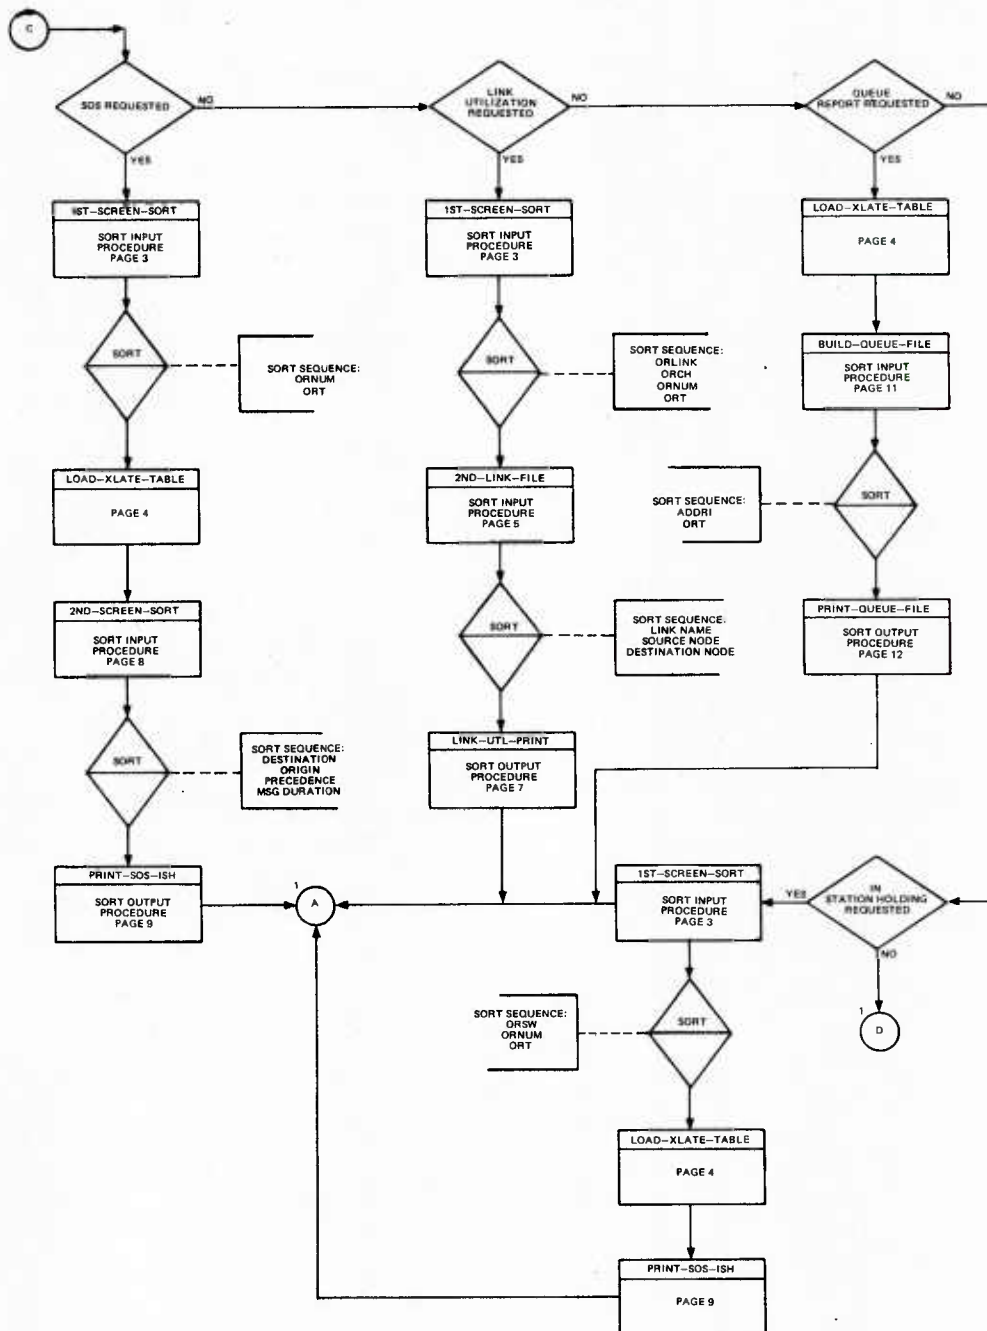 C
SOS REQUESTED
NO
YES
LINK
UTILIZATION
REQUESTED
NO
YES
QUEUE
REPORT REQUESTED
NO
YES
1ST-SCREEN-SORT
SORT INPUT
PROCEDURE
PAGE 3
SORT
SORT SEQUENCE:
ORNUM
ORT
LOAD-XLATE-TABLE
PAGE 4
2ND-SCREEN-SORT
SORT INPUT
PROCEDURE
PAGE 8
SORT
SORT SEQUENCE:
DESTINATION
ORIGIN
PRECEDENCE
MSG DURATION
PRINT-SOS-ISH
SORT OUTPUT
PROCEDURE
PAGE 9
1
A
1ST-SCREEN-SORT
SORT INPUT
PROCEDURE
PAGE 3
SORT
SORT SEQUENCE:
ORLINK
ORCH
ORNUM
ORT
2ND-LINK-FILE
SORT INPUT
PROCEDURE
PAGE 5
SORT
SORT SEQUENCE:
LINK NAME
SOURCE NODE
DESTINATION NODE
LINK-UTL-PRINT
SORT OUTPUT
PROCEDURE
PAGE 7
LOAD-XLATE-TABLE
PAGE 4
BUILD-QUEUE-FILE
SORT INPUT
PROCEDURE
PAGE 11
SORT
SORT SEQUENCE:
ADDRI
ORT
PRINT-QUEUE-FILE
SORT OUTPUT
PROCEDURE
PAGE 12
IN
STATION HOLDING
REQUESTED
YES
NO
1
D
1ST-SCREEN-SORT
SORT INPUT
PROCEDURE
PAGE 3
SORT
SORT SEQUENCE:
ORSW
ORNUM
ORT
LOAD-XLATE-TABLE
PAGE 4
PRINT-SOS-ISH
PAGE 9